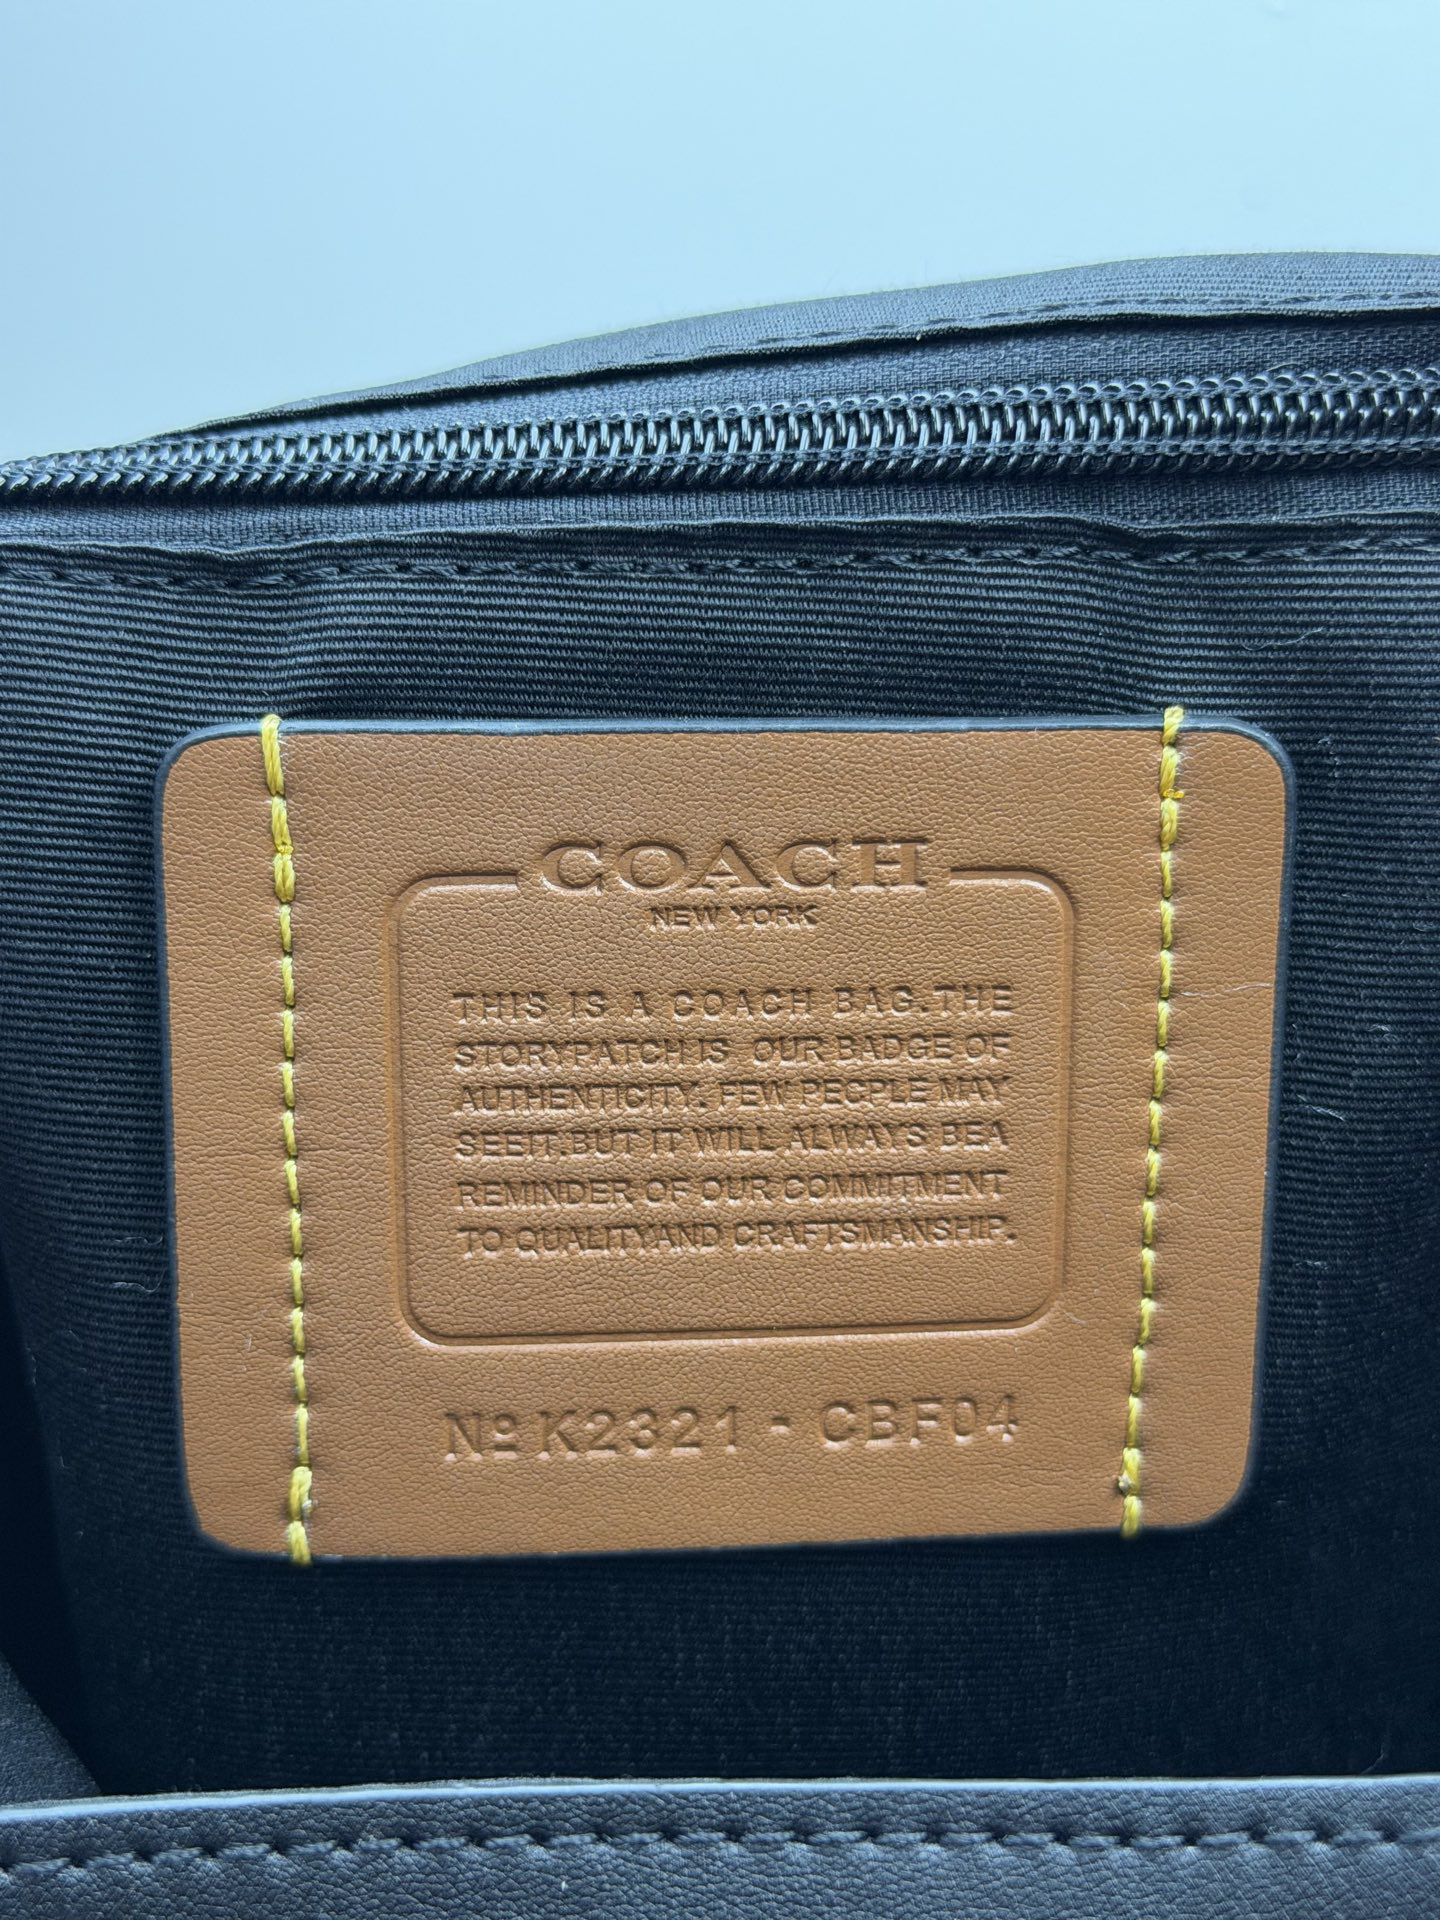 COACH
NEW YORK
THIS IS A COACH BAG.THE
STORYPATCH IS OUR BADGE OF
AUTHENTICITY. FEW PECPLE MAY
SEEIT.BUT IT WILL ALWAYS BEA
REMINDER OF OUR COMMITMENT
TO QUALITYAND CRAFTSMANSHIP.
Nº K2321 - CBF04